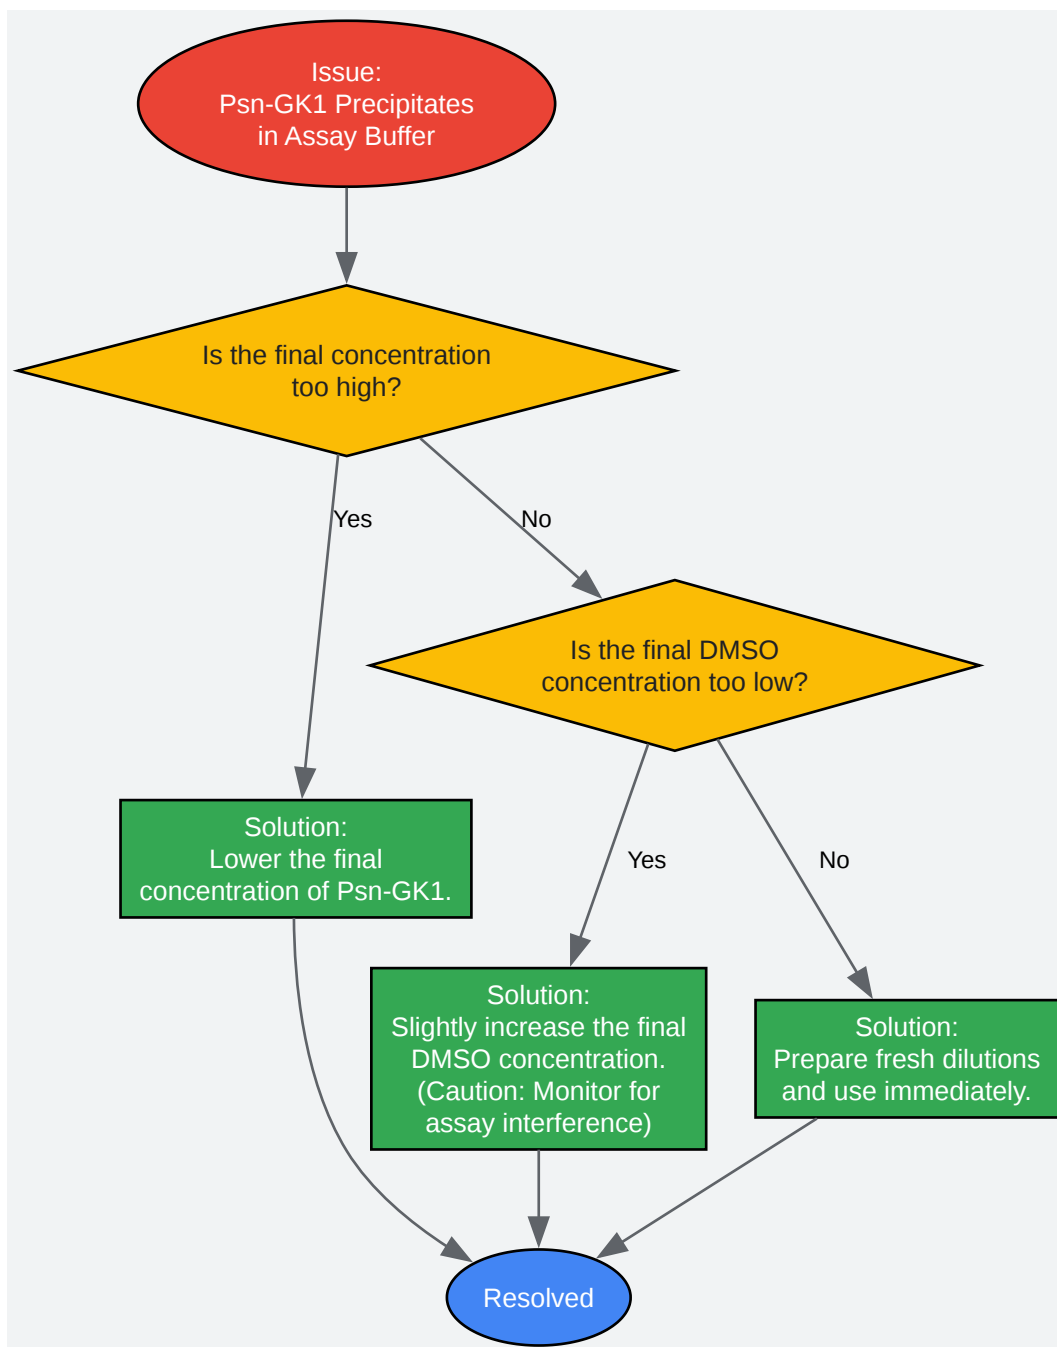 Issue:
Psn-GK1 Precipitates
in Assay Buffer
Is the final concentration
too high?
Yes
No
Is the final DMSO
concentration too low?
Solution:
Lower the final
concentration of Psn-GK1.
Yes
No
Solution:
Slightly increase the final
DMSO concentration.
(Caution: Monitor for
assay interference)
Solution:
Prepare fresh dilutions
and use immediately.
Resolved